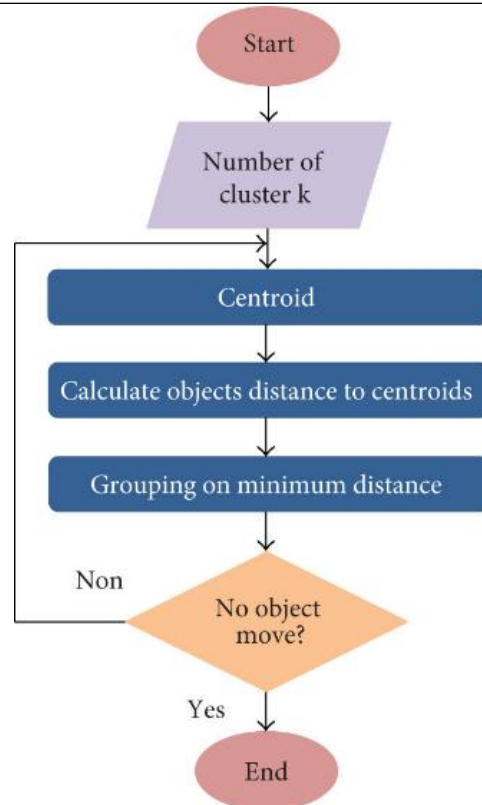 Start
Number of
cluster k
Centroid
Calculate objects distance to centroids
Grouping on minimum distance
Non
No object
move?
Yes
End